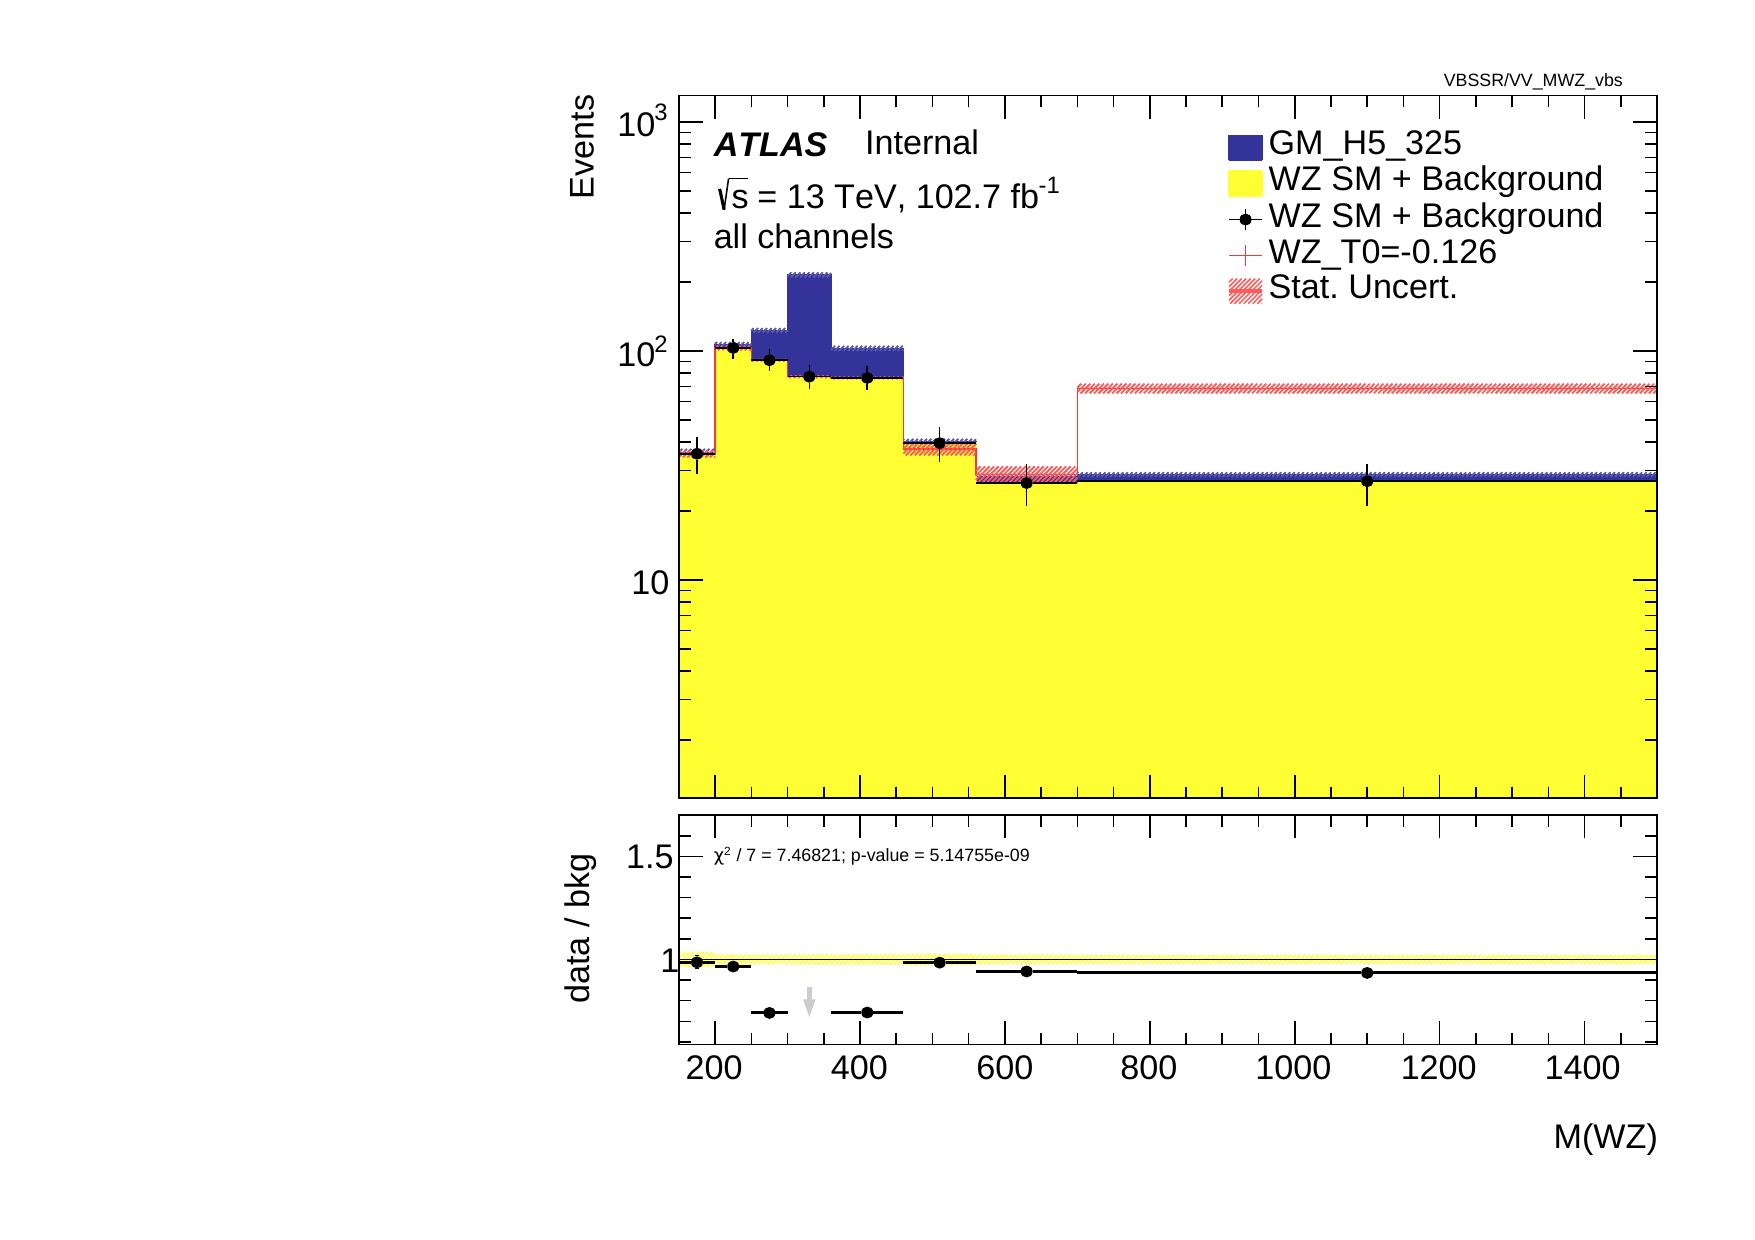 VBSSR/VV_MWZ_vbs
Events
10³
10²
10
ATLAS Internal
√s = 13 TeV, 102.7 fb⁻¹
all channels
GM_H5_325
WZ SM + Background
WZ SM + Background
WZ_T0=-0.126
Stat. Uncert.
data / bkg
1.5
1
χ² / 7 = 7.46821; p-value = 5.14755e-09
200 400 600 800 1000 1200 1400
M(WZ)